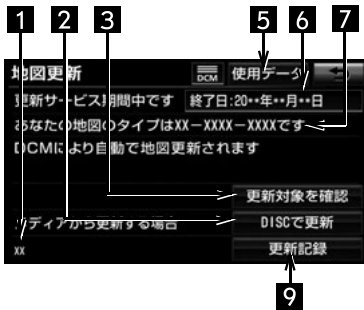 1 2 3 5 6 7
地図更新 DCM 使用データ
更新サービス期間中です 終了日:20**年**月**日
あなたの地図のタイプはXX-XXXX-XXXXです
DCMにより自動で地図更新されます
更新対象を確認
メディアから更新する場合 DISCで更新
XX 更新記録
9